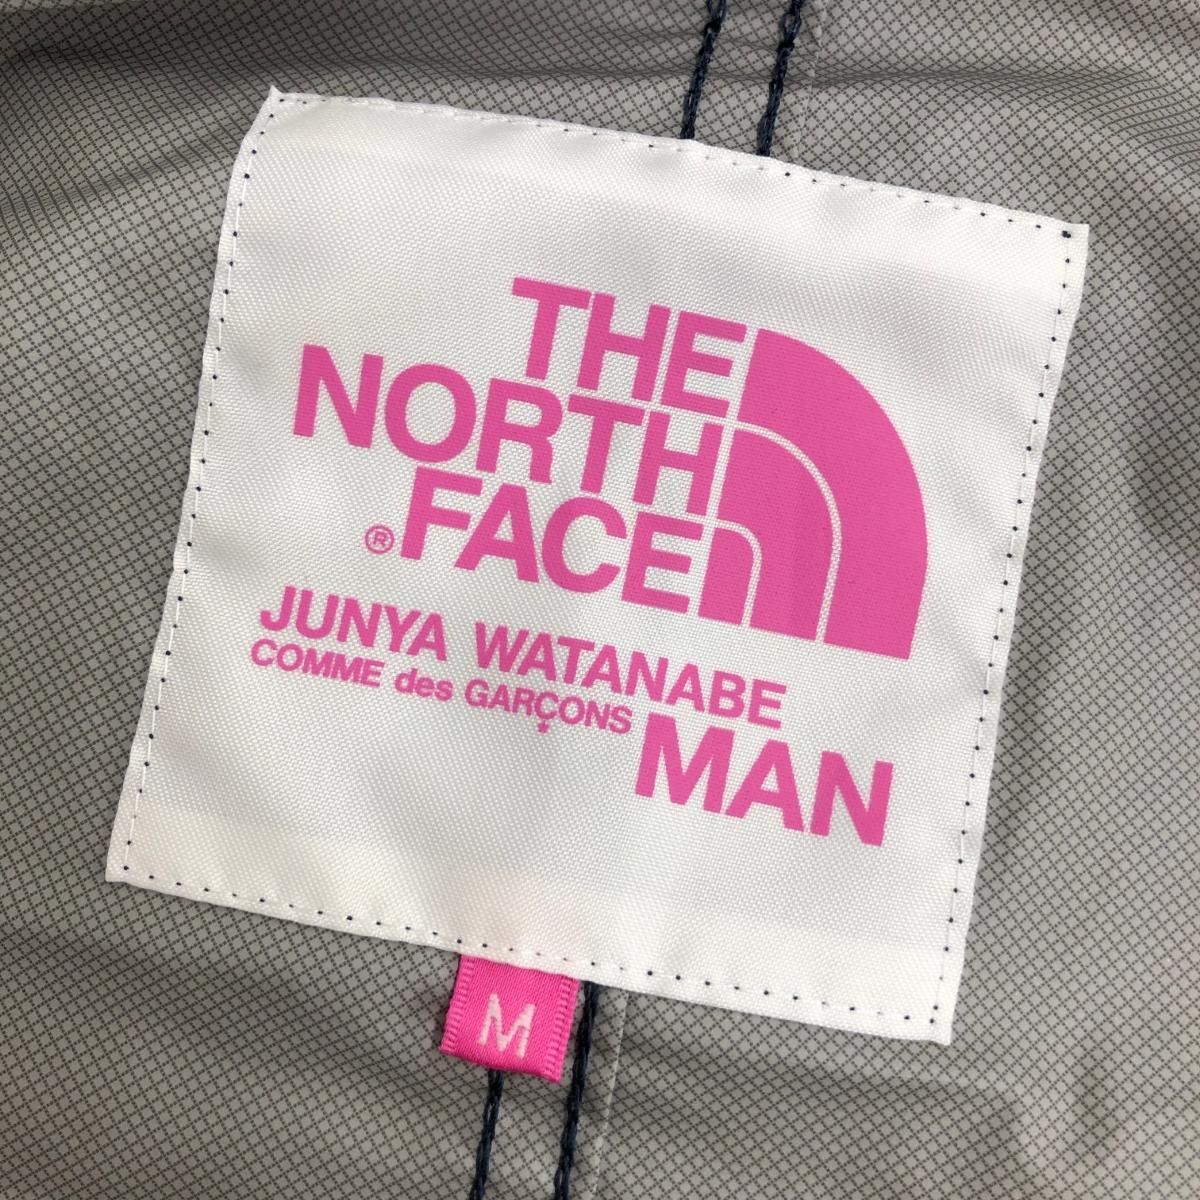 THE
NORTH
FACE
®
JUNYA WATANABE
COMME des GARÇONS
MAN
M